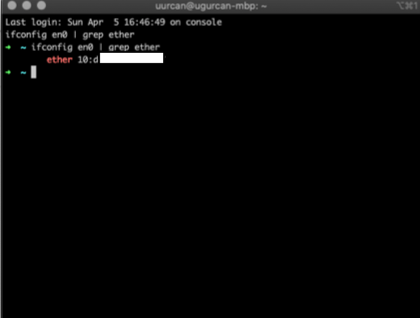 uurcan@ugurcan-mbp: ~
⌥⌘1
Last login: Sun Apr  5 16:46:49 on console
ifconfig en0 | grep ether
➜  ~ ifconfig en0 | grep ether
ether 10:d
➜  ~